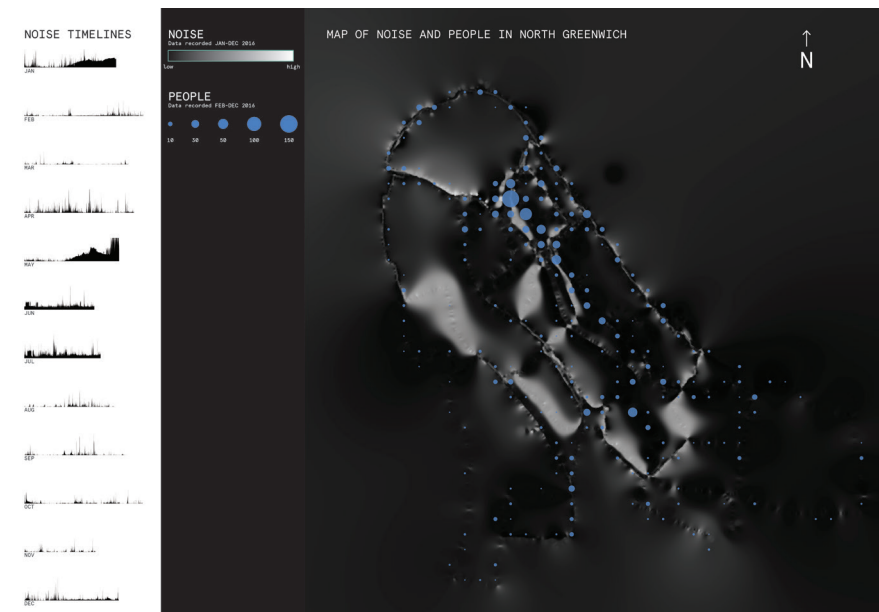 NOISE TIMELINES
JAN
FEB
MAR
APR
MAY
JUN
JUL
AUG
SEP
OCT
NOV
DEC
NOISE
Data recorded JAN-DEC 2016
low high
PEOPLE
Data recorded FEB-DEC 2016
10 30 50 100 150
MAP OF NOISE AND PEOPLE IN NORTH GREENWICH
N